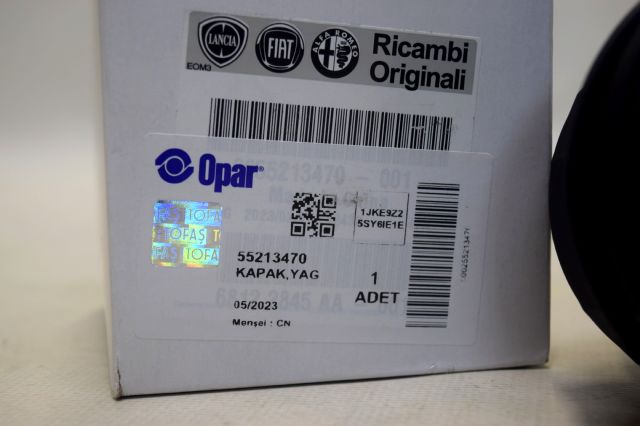 LANCIA
FIAT
ALFA ROMEO
Ricambi
Originali
EOM3
Opar
1JKE9Z2
5SY6IE1E
TOFAŞ
55213470
KAPAK,YAG
1
ADET
05/2023
Menşei : CN